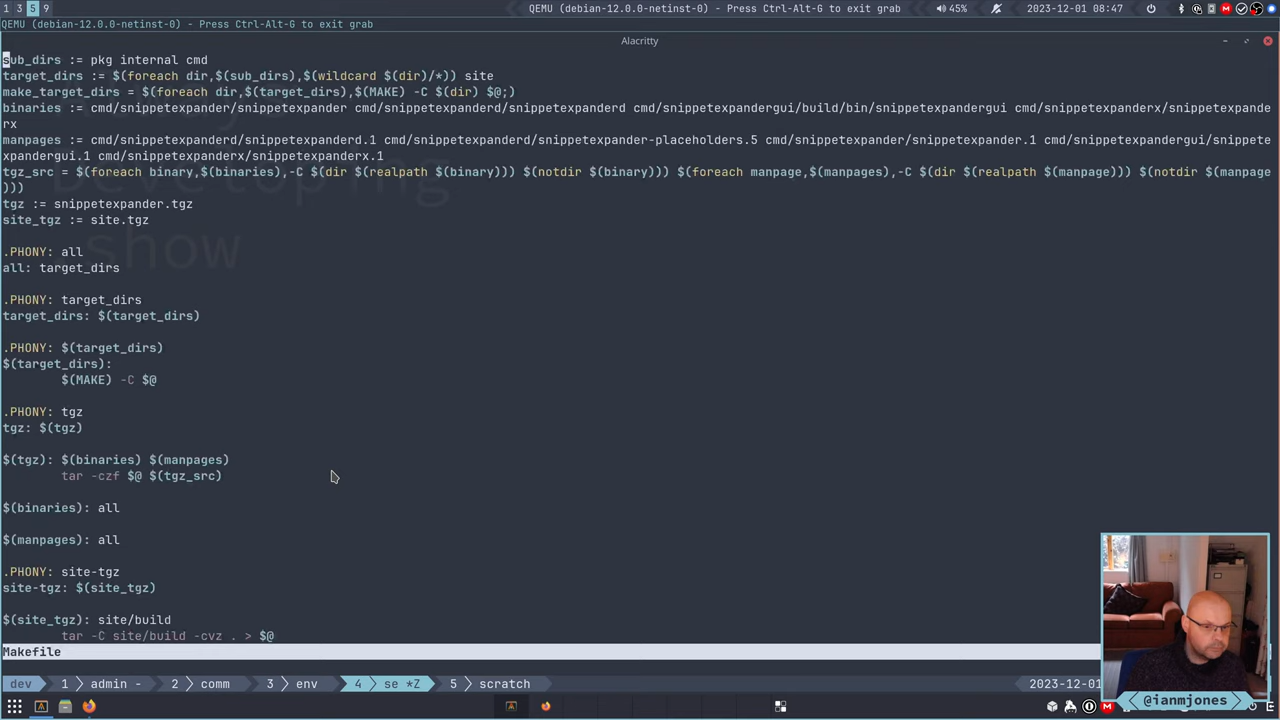 1 3 5 9
QEMU (debian-12.0.0-netinst-0) - Press Ctrl-Alt-G to exit grab
45%
2023-12-01 08:47
QEMU (debian-12.0.0-netinst-0) - Press Ctrl-Alt-G to exit grab
Alacritty
sub_dirs := pkg internal cmd
target_dirs := $(foreach dir,$(sub_dirs),$(wildcard $(dir)/*)) site
make_target_dirs = $(foreach dir,$(target_dirs),$(MAKE) -C $(dir) $@;)
binaries := cmd/snippetexpander/snippetexpander cmd/snippetexpanderd/snippetexpanderd cmd/snippetexpandergui/build/bin/snippetexpandergui cmd/snippetexpanderx/snippetexpande
rx
manpages := cmd/snippetexpanderd/snippetexpanderd.1 cmd/snippetexpanderd/snippetexpander-placeholders.5 cmd/snippetexpander/snippetexpander.1 cmd/snippetexpandergui/snippete
xpandergui.1 cmd/snippetexpanderx/snippetexpanderx.1
tgz_src = $(foreach binary,$(binaries),-C $(dir $(realpath $(binary))) $(notdir $(binary))) $(foreach manpage,$(manpages),-C $(dir $(realpath $(manpage))) $(notdir $(manpage
)))
tgz := snippetexpander.tgz
site_tgz := site.tgz
.PHONY: all
all: target_dirs
.PHONY: target_dirs
target_dirs: $(target_dirs)
.PHONY: $(target_dirs)
$(target_dirs):
$(MAKE) -C $@
.PHONY: tgz
tgz: $(tgz)
$(tgz): $(binaries) $(manpages)
tar -czf $@ $(tgz_src)
$(binaries): all
$(manpages): all
.PHONY: site-tgz
site-tgz: $(site_tgz)
$(site_tgz): site/build
tar -C site/build -cvz . > $@
Makefile
dev 1 admin - 2 comm 3 env 4 se *Z 5 scratch 2023-12-01
@ianmjones